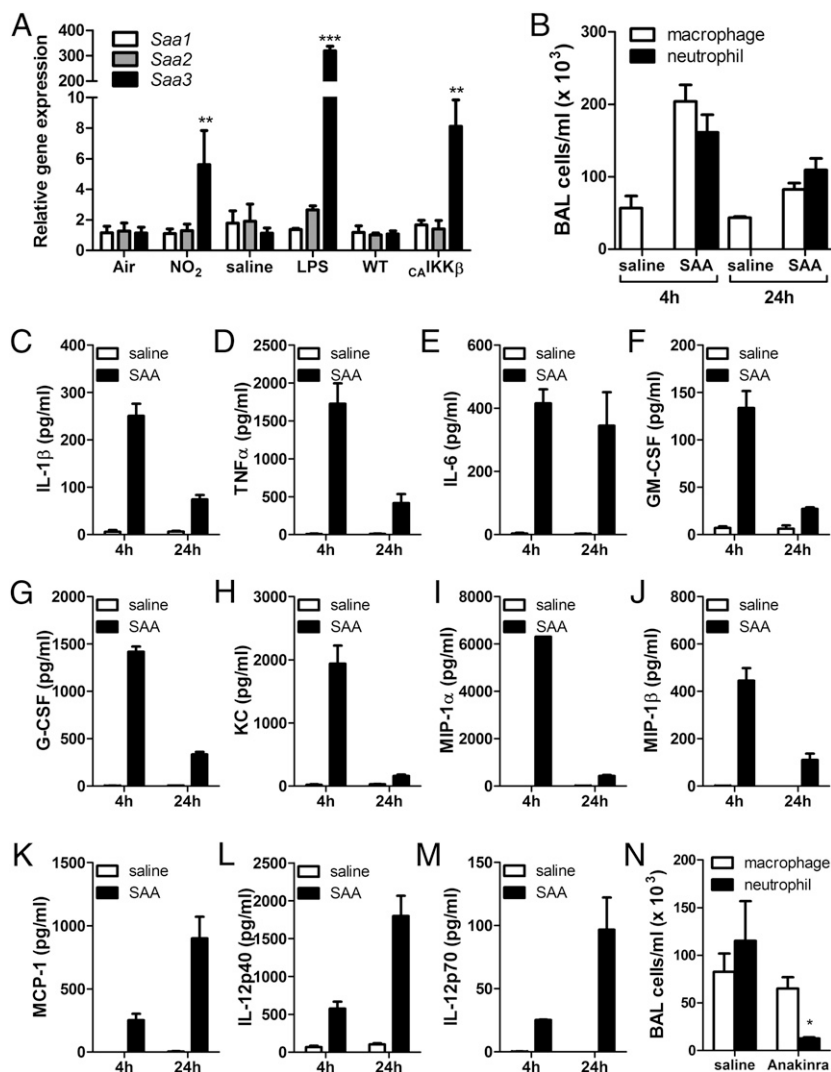 A
Saa1
Saa2
Saa3
Relative gene expression
400
300
200
100
8
6
4
2
0
**
***
**
Air NO2 saline LPS WT CAIKKβ
B
macrophage
neutrophil
BAL cells/ml (x 10³)
300
200
100
0
saline SAA saline SAA
4h 24h
C
saline
SAA
IL-1β (pg/ml)
400
300
200
100
0
4h 24h
D
saline
SAA
TNFα (pg/ml)
2500
2000
1500
1000
500
0
4h 24h
E
saline
SAA
IL-6 (pg/ml)
600
400
200
0
4h 24h
F
saline
SAA
GM-CSF (pg/ml)
200
150
100
50
0
4h 24h
G
saline
SAA
G-CSF (pg/ml)
2000
1500
1000
500
0
4h 24h
H
saline
SAA
KC (pg/ml)
3000
2000
1000
0
4h 24h
I
saline
SAA
MIP-1α (pg/ml)
8000
6000
4000
2000
0
4h 24h
J
saline
SAA
MIP-1β (pg/ml)
800
600
400
200
0
4h 24h
K
saline
SAA
MCP-1 (pg/ml)
1500
1000
500
0
4h 24h
L
saline
SAA
IL-12p40 (pg/ml)
2500
2000
1500
1000
500
0
4h 24h
M
saline
SAA
IL-12p70 (pg/ml)
150
100
50
0
4h 24h
N
macrophage
neutrophil
BAL cells/ml (x 10³)
200
150
100
50
0
*
saline Anakinra